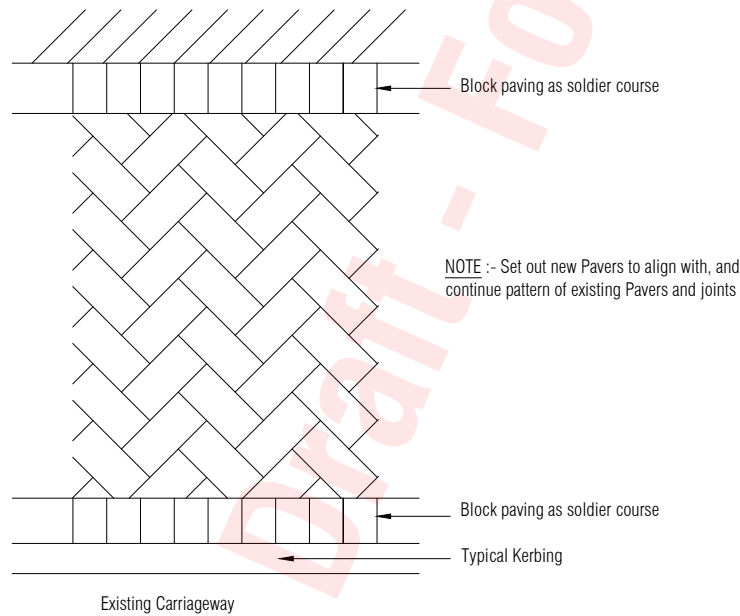 Block paving as soldier course
NOTE :- Set out new Pavers to align with, and
continue pattern of existing Pavers and joints
Block paving as soldier course
Typical Kerbing
Existing Carriageway
Draft - Fo